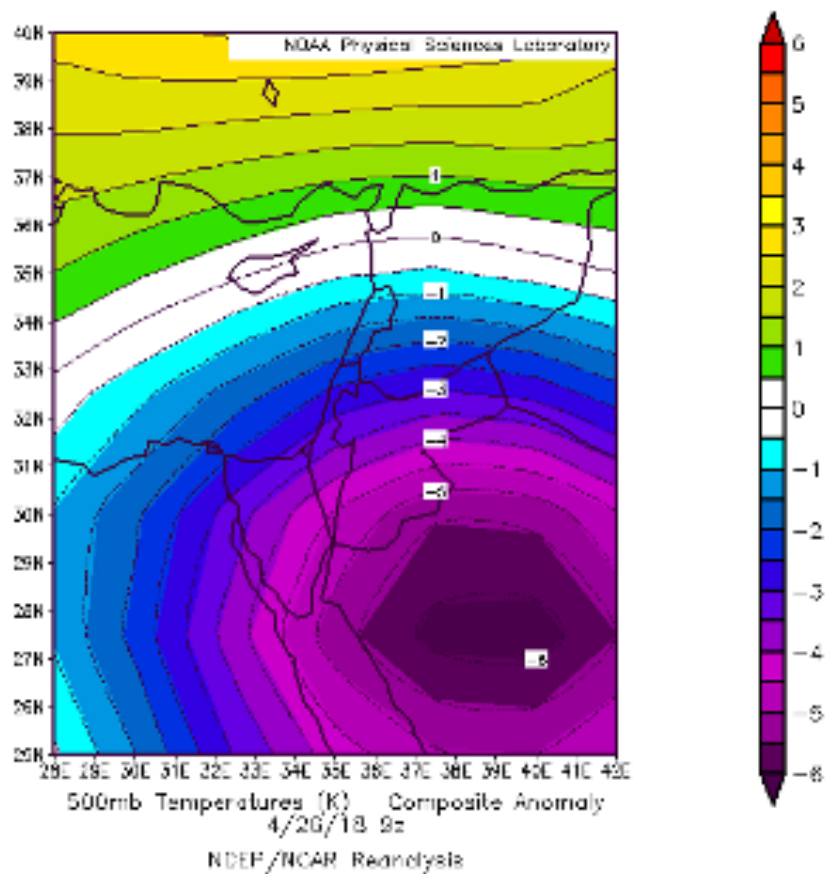 NOAA Physical Sciences Laboratory
40N
39N
38N
37N
36N
35N
34N
33N
32N
31N
30N
29N
28N
27N
26N
25N
1
0
-1
-2
-3
-4
-5
-6
28E 29E 30E 31E 32E 33E 34E 35E 36E 37E 38E 39E 40E 41E 42E
500mb Temperatures (K) Composite Anomaly
4/26/18 9z
NCEP/NCAR Reanalysis
6
5
4
3
2
1
0
-1
-2
-3
-4
-5
-6